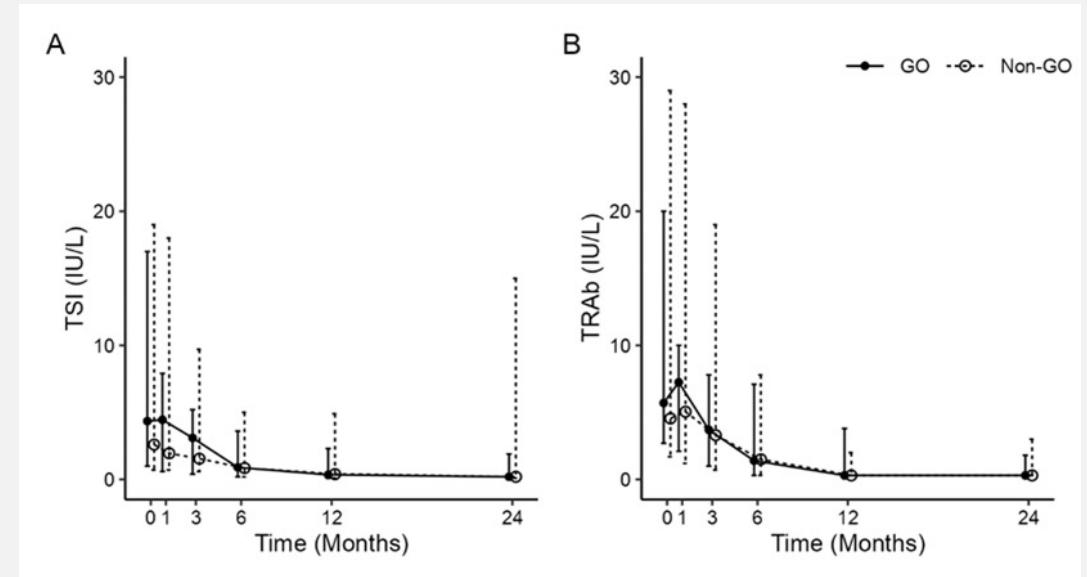 A
B
GO
Non-GO
30
20
10
0
TSI (IU/L)
0 1 3 6 12 24
Time (Months)
30
20
10
0
TRAb (IU/L)
0 1 3 6 12 24
Time (Months)